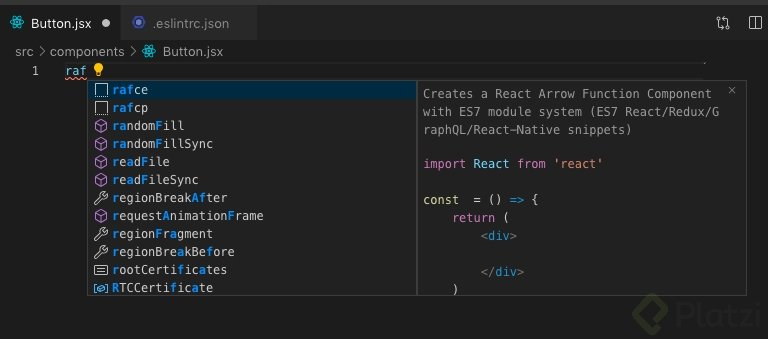 Button.jsx
.eslintrc.json
src > components > Button.jsx
1 raf
rafce
rafcp
randomFill
randomFillSync
readFile
readFileSync
regionBreakAfter
requestAnimationFrame
regionFragment
regionBreakBefore
rootCertificates
RTCCertificate
Creates a React Arrow Function Component
with ES7 module system (ES7 React/Redux/G
raphQL/React-Native snippets)
import React from 'react'
const  = () => {
return (
<div>
</div>
)
Platzi